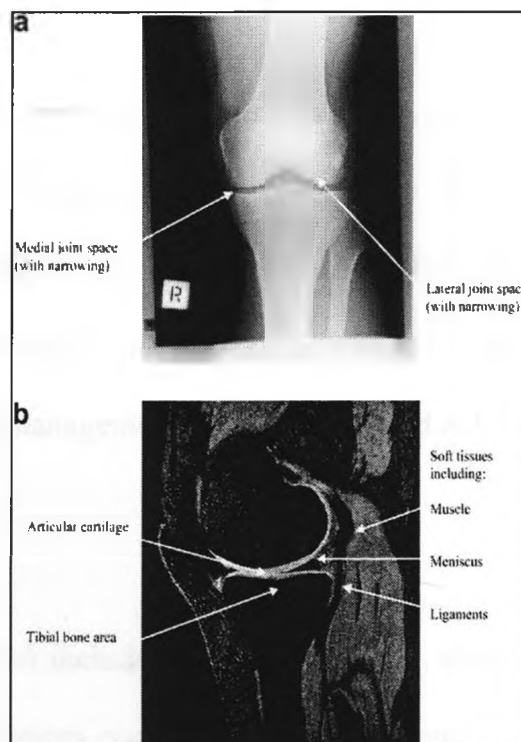 a
Medial joint space
(with narrowing)
R
Lateral joint space
(with narrowing)
b
Soft tissues
including:
Muscle
Articular cartilage
Meniscus
Tibial bone area
Ligaments